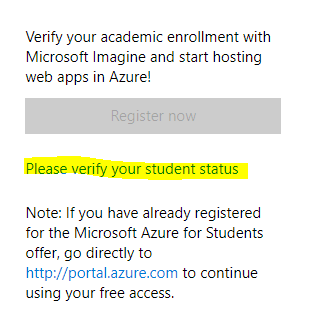 Verify your academic enrollment with
Microsoft Imagine and start hosting
web apps in Azure!
Register now
Please verify your student status
Note: If you have already registered
for the Microsoft Azure for Students
offer, go directly to
http://portal.azure.com to continue
using your free access.